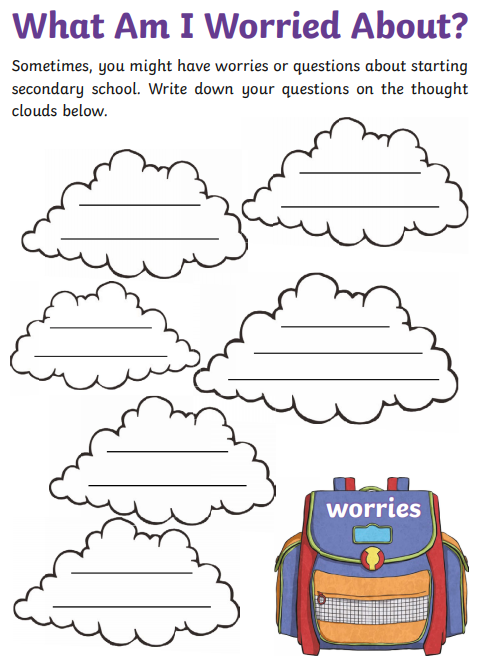 What Am I Worried About?
Sometimes, you might have worries or questions about starting
secondary school. Write down your questions on the thought
clouds below.
worries